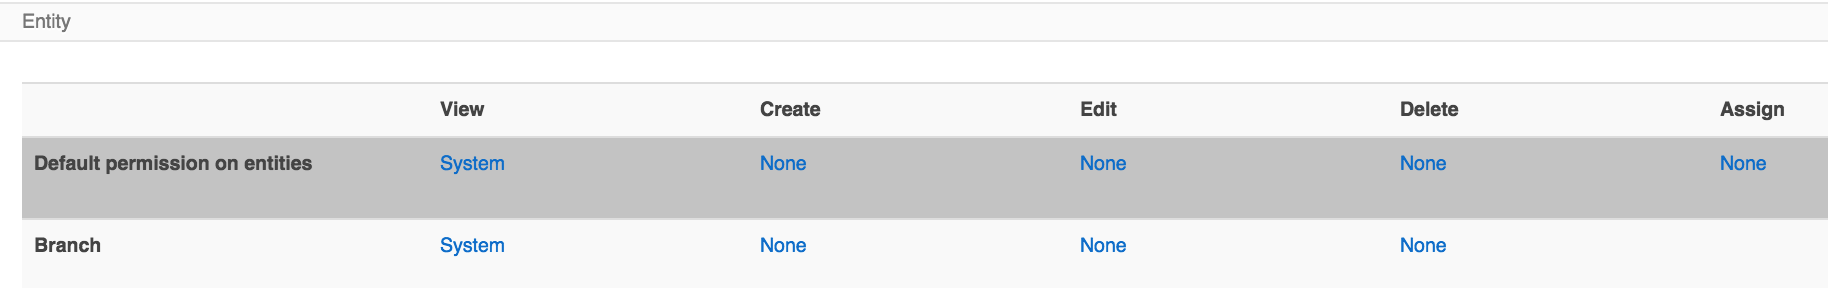 Entity
View Create Edit Delete Assign
Default permission on entities System None None None None
Branch System None None None